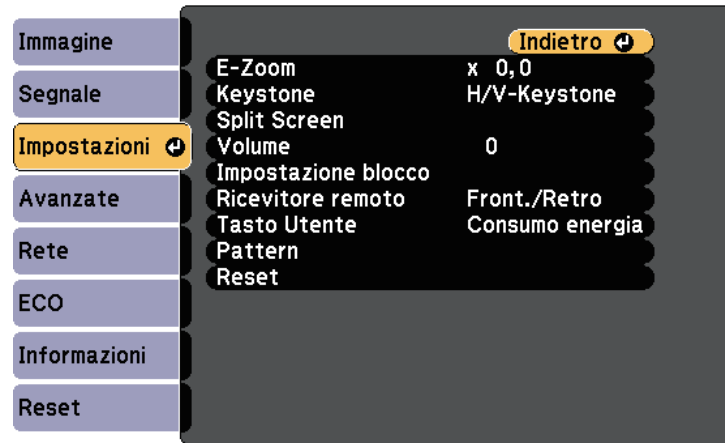 Immagine
Segnale
Impostazioni
Avanzate
Rete
ECO
Informazioni
Reset
Indietro
E-Zoom x 0,0
Keystone H/V-Keystone
Split Screen
Volume 0
Impostazione blocco
Ricevitore remoto Front./Retro
Tasto Utente Consumo energia
Pattern
Reset